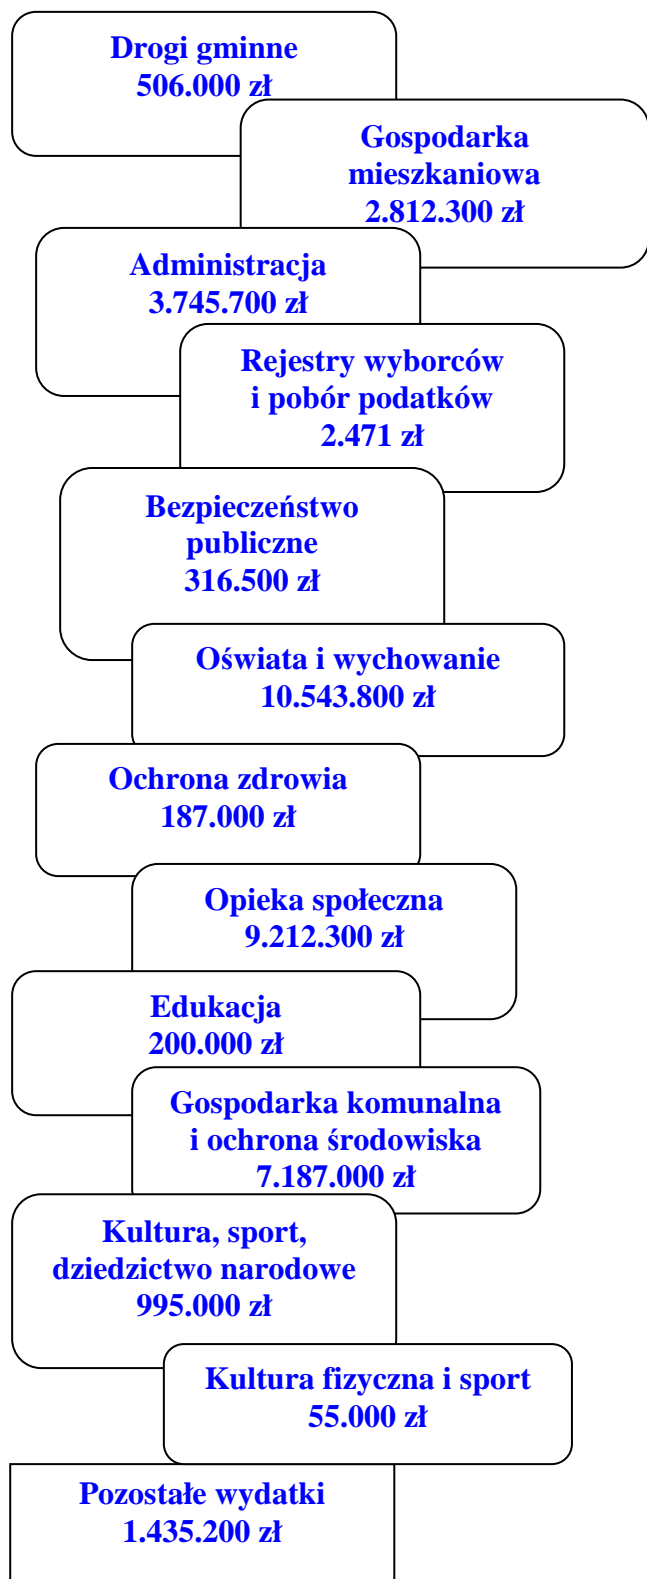 Drogi gminne
506.000 zł
Gospodarka
mieszkaniowa
2.812.300 zł
Administracja
3.745.700 zł
Rejestry wyborców
i pobór podatków
2.471 zł
Bezpieczeństwo
publiczne
316.500 zł
Oświata i wychowanie
10.543.800 zł
Ochrona zdrowia
187.000 zł
Opieka społeczna
9.212.300 zł
Edukacja
200.000 zł
Gospodarka komunalna
i ochrona środowiska
7.187.000 zł
Kultura, sport,
dziedzictwo narodowe
995.000 zł
Kultura fizyczna i sport
55.000 zł
Pozostałe wydatki
1.435.200 zł